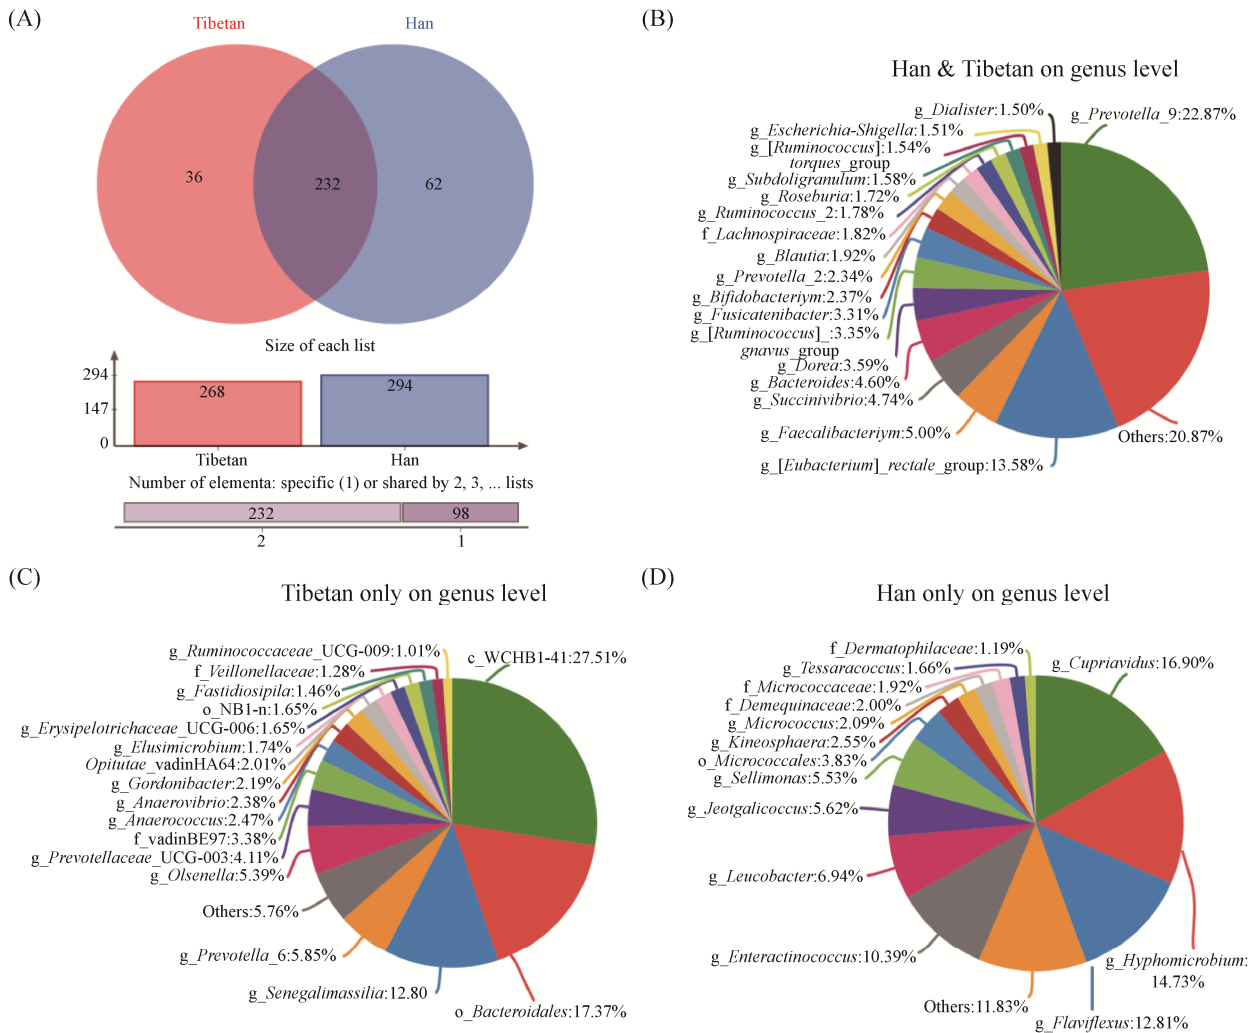 (A)
Tibetan
Han
36
232
62
Size of each list
294
147
0
268
294
Tibetan
Han
Number of elementa: specific (1) or shared by 2, 3, ... lists
232
98
2
1
(B)
Han & Tibetan on genus level
g_Dialister:1.50%
g_Prevotella_9:22.87%
g_Escherichia-Shigella:1.51%
g_[Ruminococcus]:1.54%
torques_group
g_Subdoligranulum:1.58%
g_Roseburia:1.72%
g_Ruminococcus_2:1.78%
f_Lachnospiraceae:1.82%
g_Blautia:1.92%
g_Prevotella_2:2.34%
g_Bifidobacteriym:2.37%
g_Fusicatenibacter:3.31%
g_[Ruminococcus]_:3.35%
gnavus_group
g_Dorea:3.59%
g_Bacteroides:4.60%
g_Succinivibrio:4.74%
g_Faecalibacteriym:5.00%
Others:20.87%
g_[Eubacterium]_rectale_group:13.58%
(C)
Tibetan only on genus level
g_Ruminococcaceae_UCG-009:1.01%
c_WCHB1-41:27.51%
f_Veillonellaceae:1.28%
g_Fastidiosipila:1.46%
o_NB1-n:1.65%
g_Erysipelotrichaceae_UCG-006:1.65%
g_Elusimicrobium:1.74%
Opitutae_vadinHA64:2.01%
g_Gordonibacter:2.19%
g_Anaerovibrio:2.38%
g_Anaerococcus:2.47%
f_vadinBE97:3.38%
g_Prevotellaceae_UCG-003:4.11%
g_Olsenella:5.39%
Others:5.76%
g_Prevotella_6:5.85%
g_Senegalimassilia:12.80
o_Bacteroidales:17.37%
(D)
Han only on genus level
f_Dermatophilaceae:1.19%
g_Tessaracoccus:1.66%
g_Cupriavidus:16.90%
f_Micrococcaceae:1.92%
f_Demequinaceae:2.00%
g_Micrococcus:2.09%
g_Kineosphaera:2.55%
o_Micrococcales:3.83%
g_Sellimonas:5.53%
g_Jeotgalicoccus:5.62%
g_Leucobacter:6.94%
g_Enteractinococcus:10.39%
g_Hyphomicrobium:
14.73%
Others:11.83%
g_Flaviflexus:12.81%